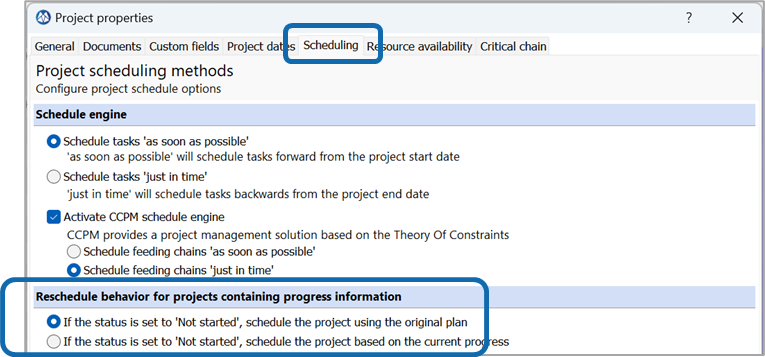 Project properties
General Documents Custom fields Project dates Scheduling Resource availability Critical chain
Project scheduling methods
Configure project schedule options
Schedule engine
Schedule tasks 'as soon as possible'
'as soon as possible' will schedule tasks forward from the project start date
Schedule tasks 'just in time'
'just in time' will schedule tasks backwards from the project end date
Activate CCPM schedule engine
CCPM provides a project management solution based on the Theory Of Constraints
Schedule feeding chains 'as soon as possible'
Schedule feeding chains 'just in time'
Reschedule behavior for projects containing progress information
If the status is set to 'Not started', schedule the project using the original plan
If the status is set to 'Not started', schedule the project based on the current progress